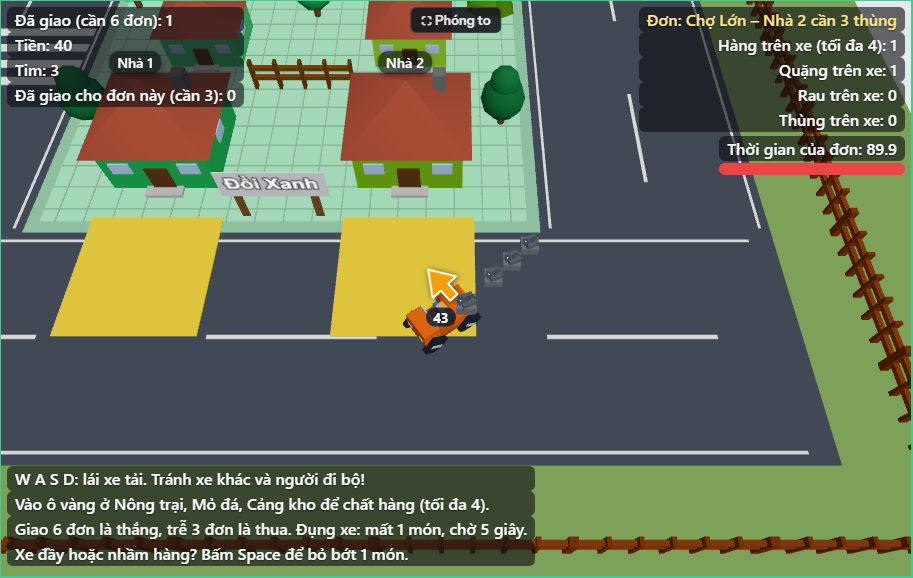 Đã giao (cần 6 đơn): 1
Tiền: 40
Tim: 3
Đã giao cho đơn này (cần 3): 0
Phóng to
Nhà 1
Nhà 2
Đơn: Chợ Lớn – Nhà 2 cần 3 thùng
Hàng trên xe (tối đa 4): 1
Quặng trên xe: 1
Rau trên xe: 0
Thùng trên xe: 0
Thời gian của đơn: 89.9
Đồi Xanh
43
W A S D: lái xe tải. Tránh xe khác và người đi bộ!
Vào ô vàng ở Nông trại, Mỏ đá, Cảng kho để chất hàng (tối đa 4).
Giao 6 đơn là thắng, trễ 3 đơn là thua. Đụng xe: mất 1 món, chờ 5 giây.
Xe đầy hoặc nhầm hàng? Bấm Space để bỏ bớt 1 món.